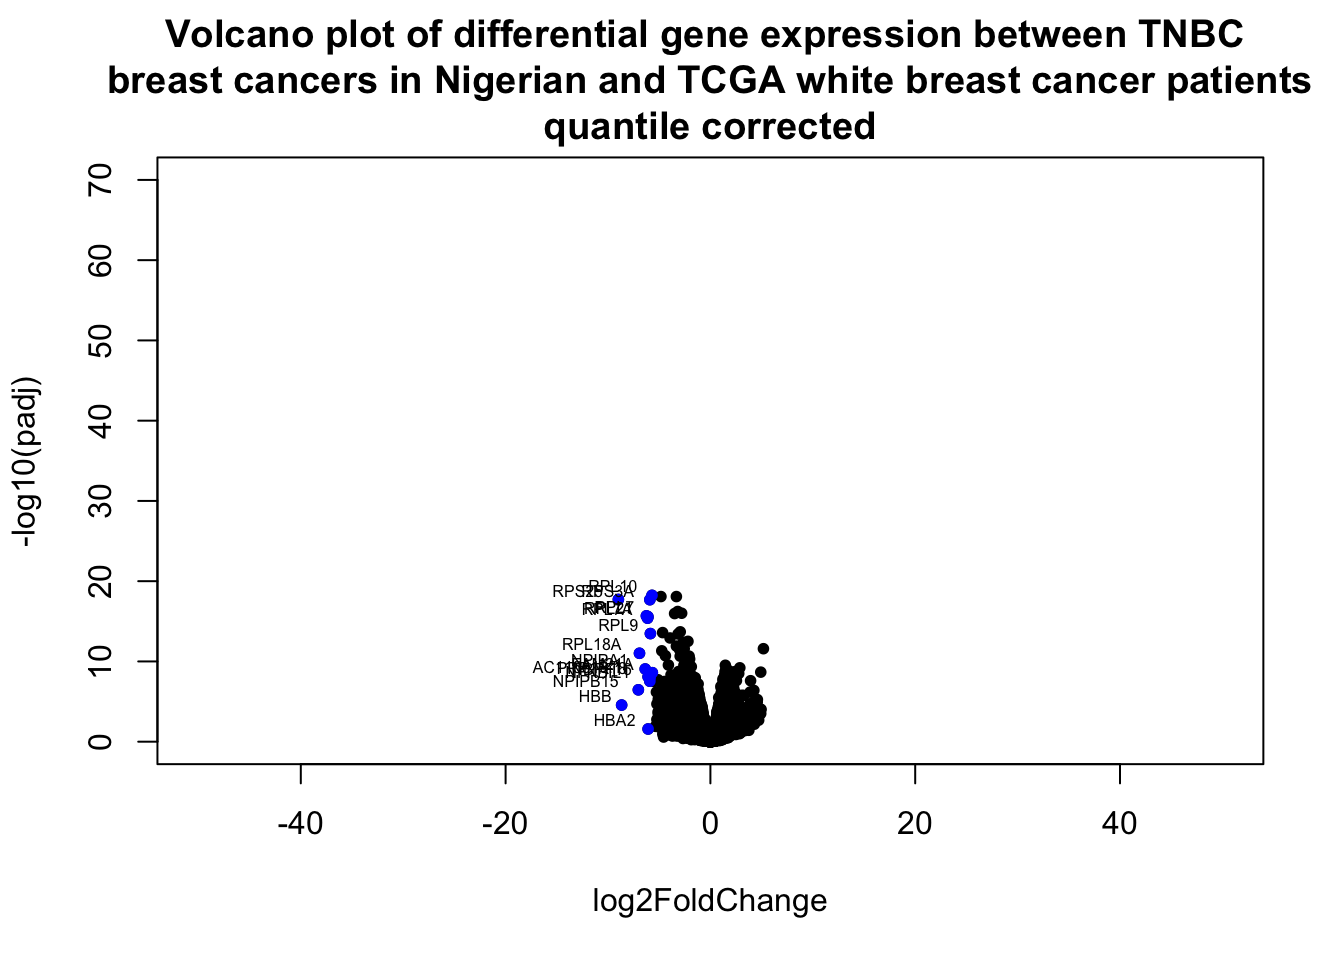 Volcano plot of differential gene expression between TNBC
breast cancers in Nigerian and TCGA white breast cancer patients
quantile corrected
-log10(padj)
70
60
50
40
30
20
10
0
RPL10
RPS3A
RPL9
RPL18A
NPIPA1
NPIPB15
HBB
HBA2
-40 -20 0 20 40
log2FoldChange